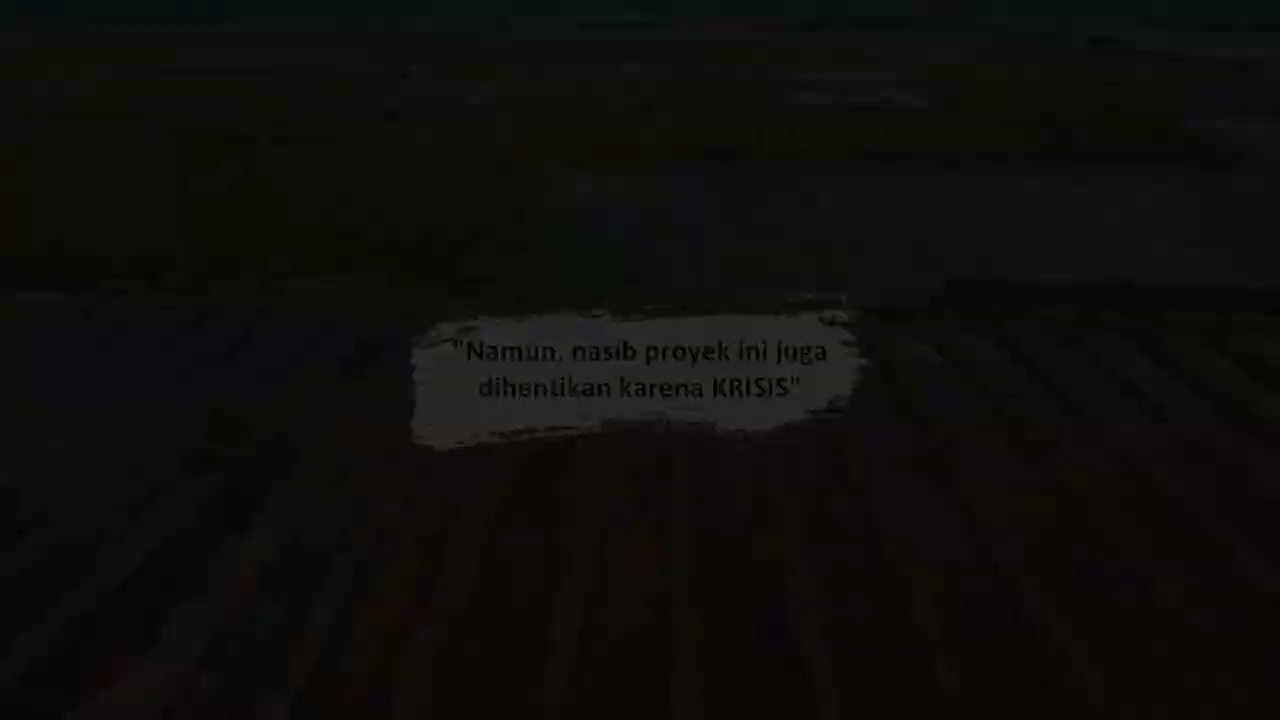 "Namun, nasib proyek ini juga
dihentikan karena KRISIS"